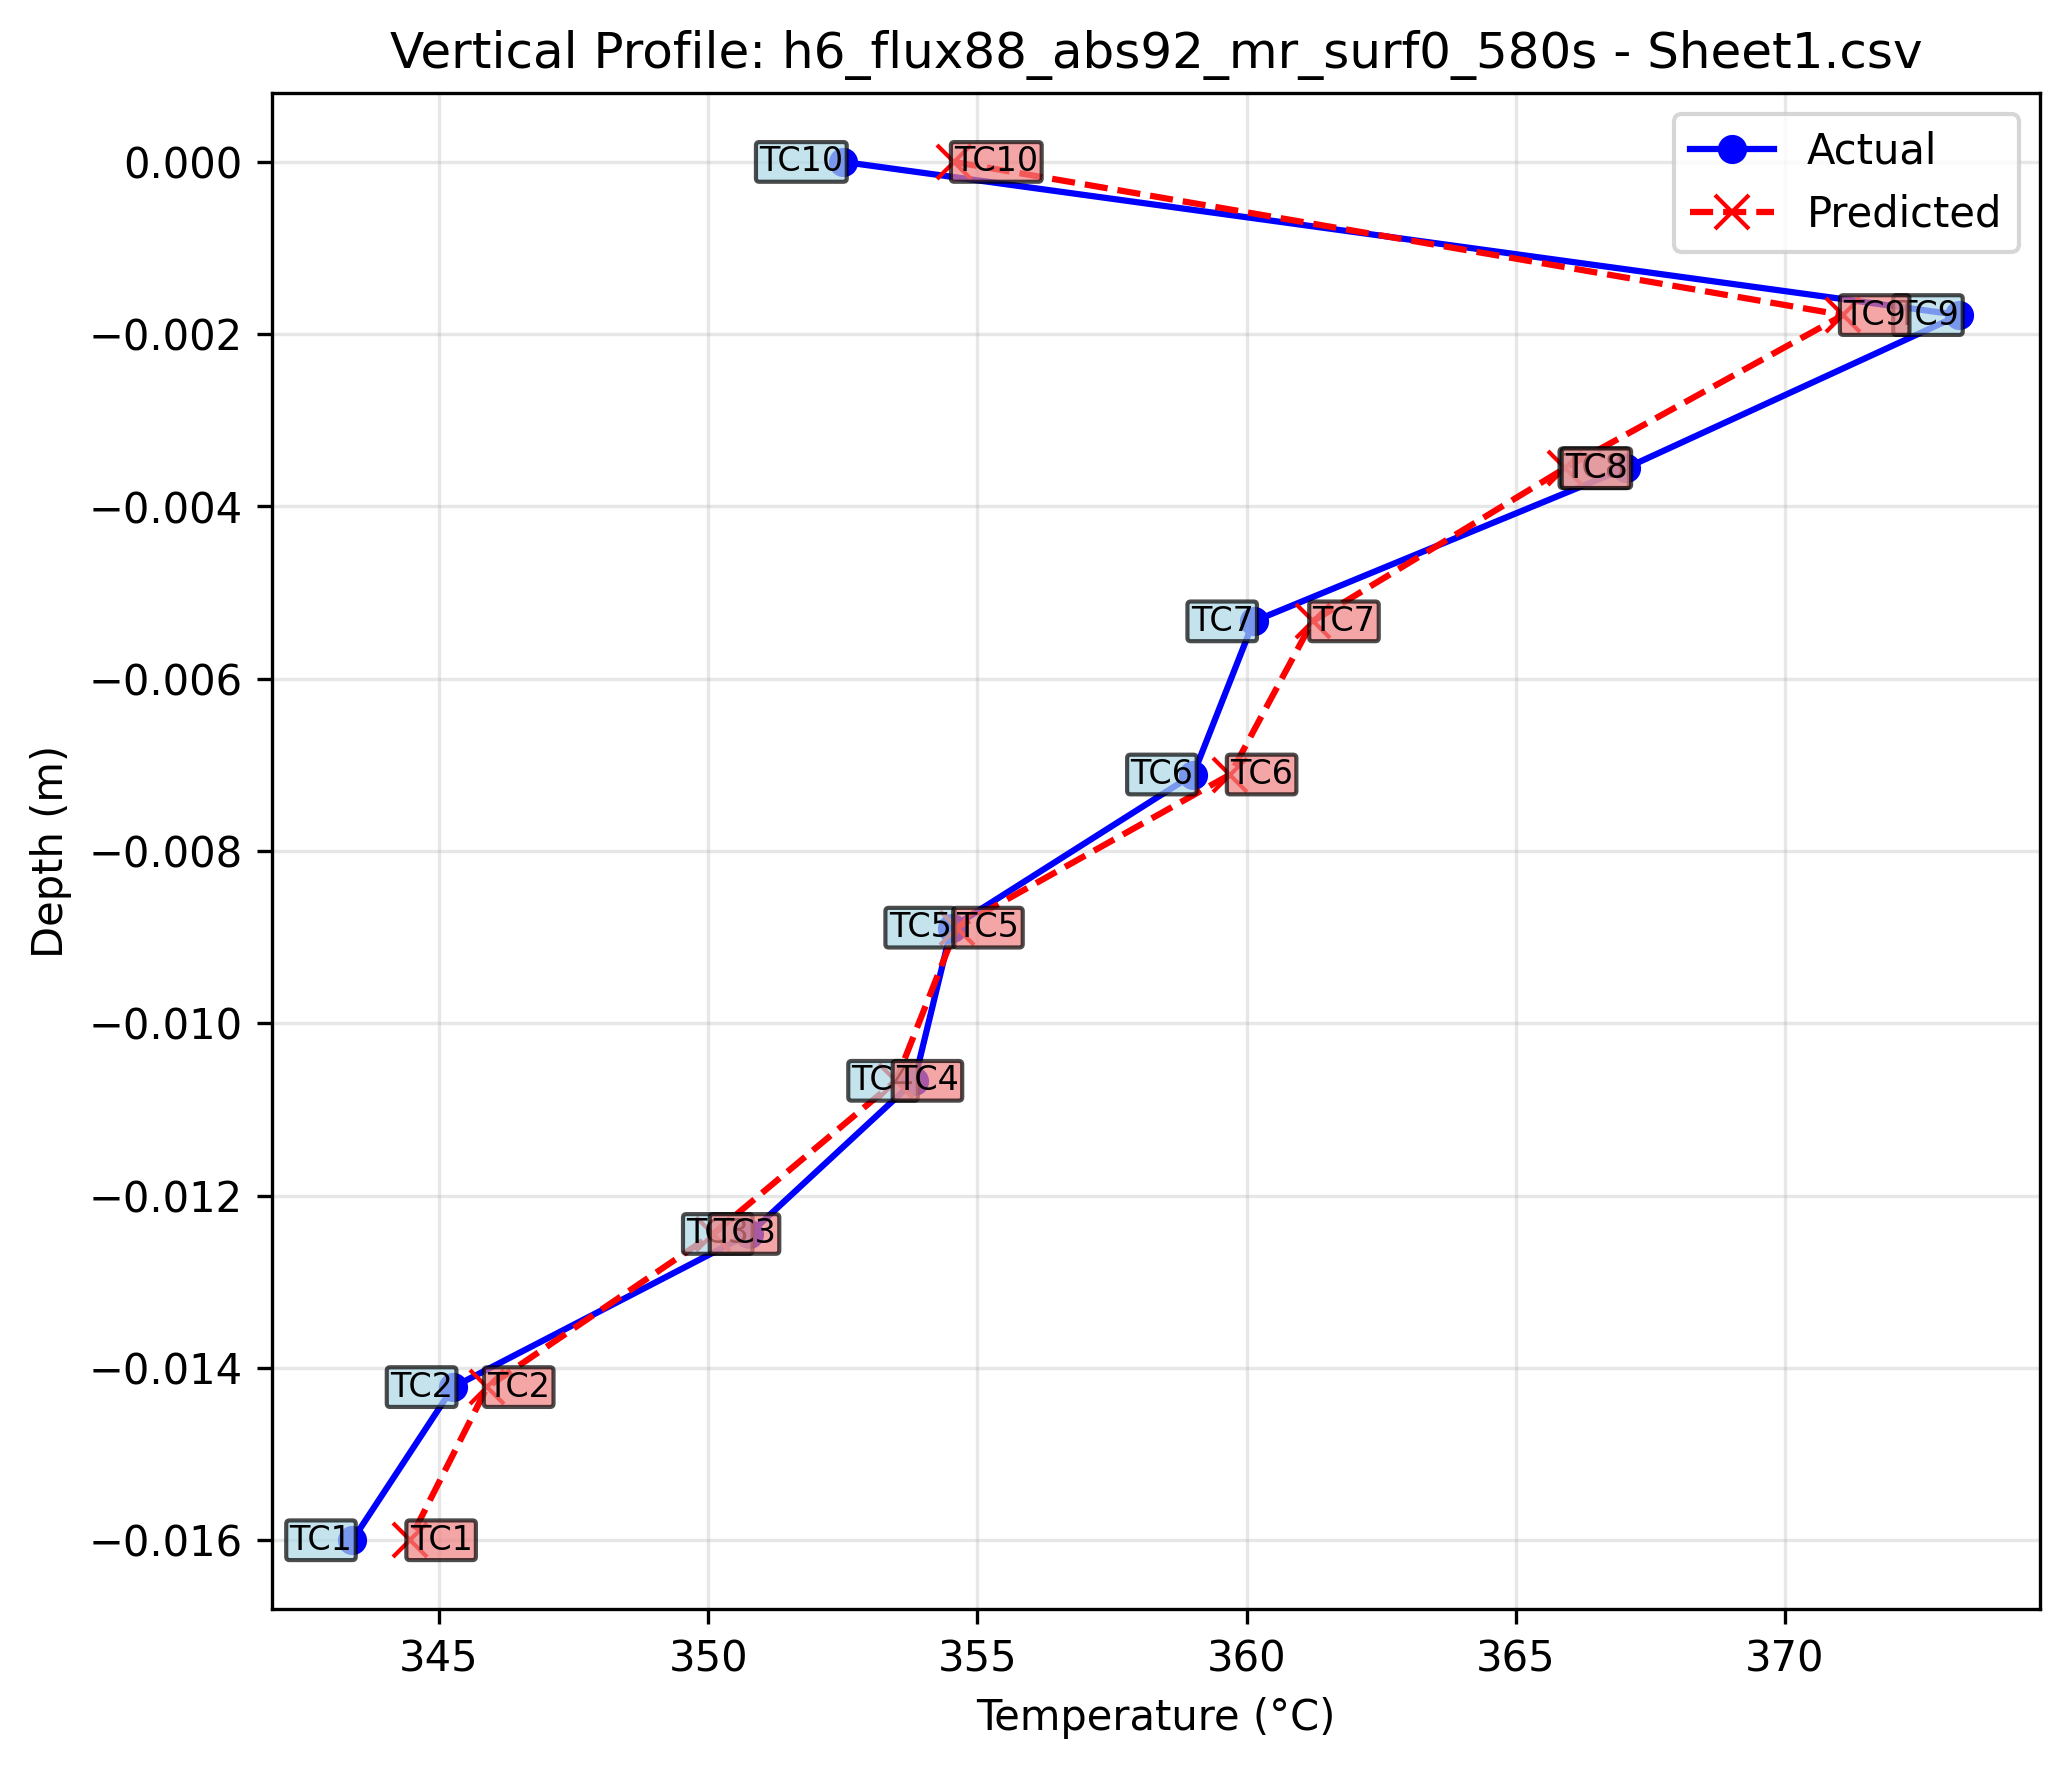 Vertical Profile: h6_flux88_abs92_mr_surf0_580s - Sheet1.csv
Actual
Predicted
0.000
−0.002
−0.004
−0.006
−0.008
−0.010
−0.012
−0.014
−0.016
Depth (m)
TC10 TC10
TC9 TC9
TC8
TC7 TC7
TC6 TC6
TC5 TC5
TC4 TC4
TC3 TC3
TC2 TC2
TC1 TC1
345 350 355 360 365 370
Temperature (°C)